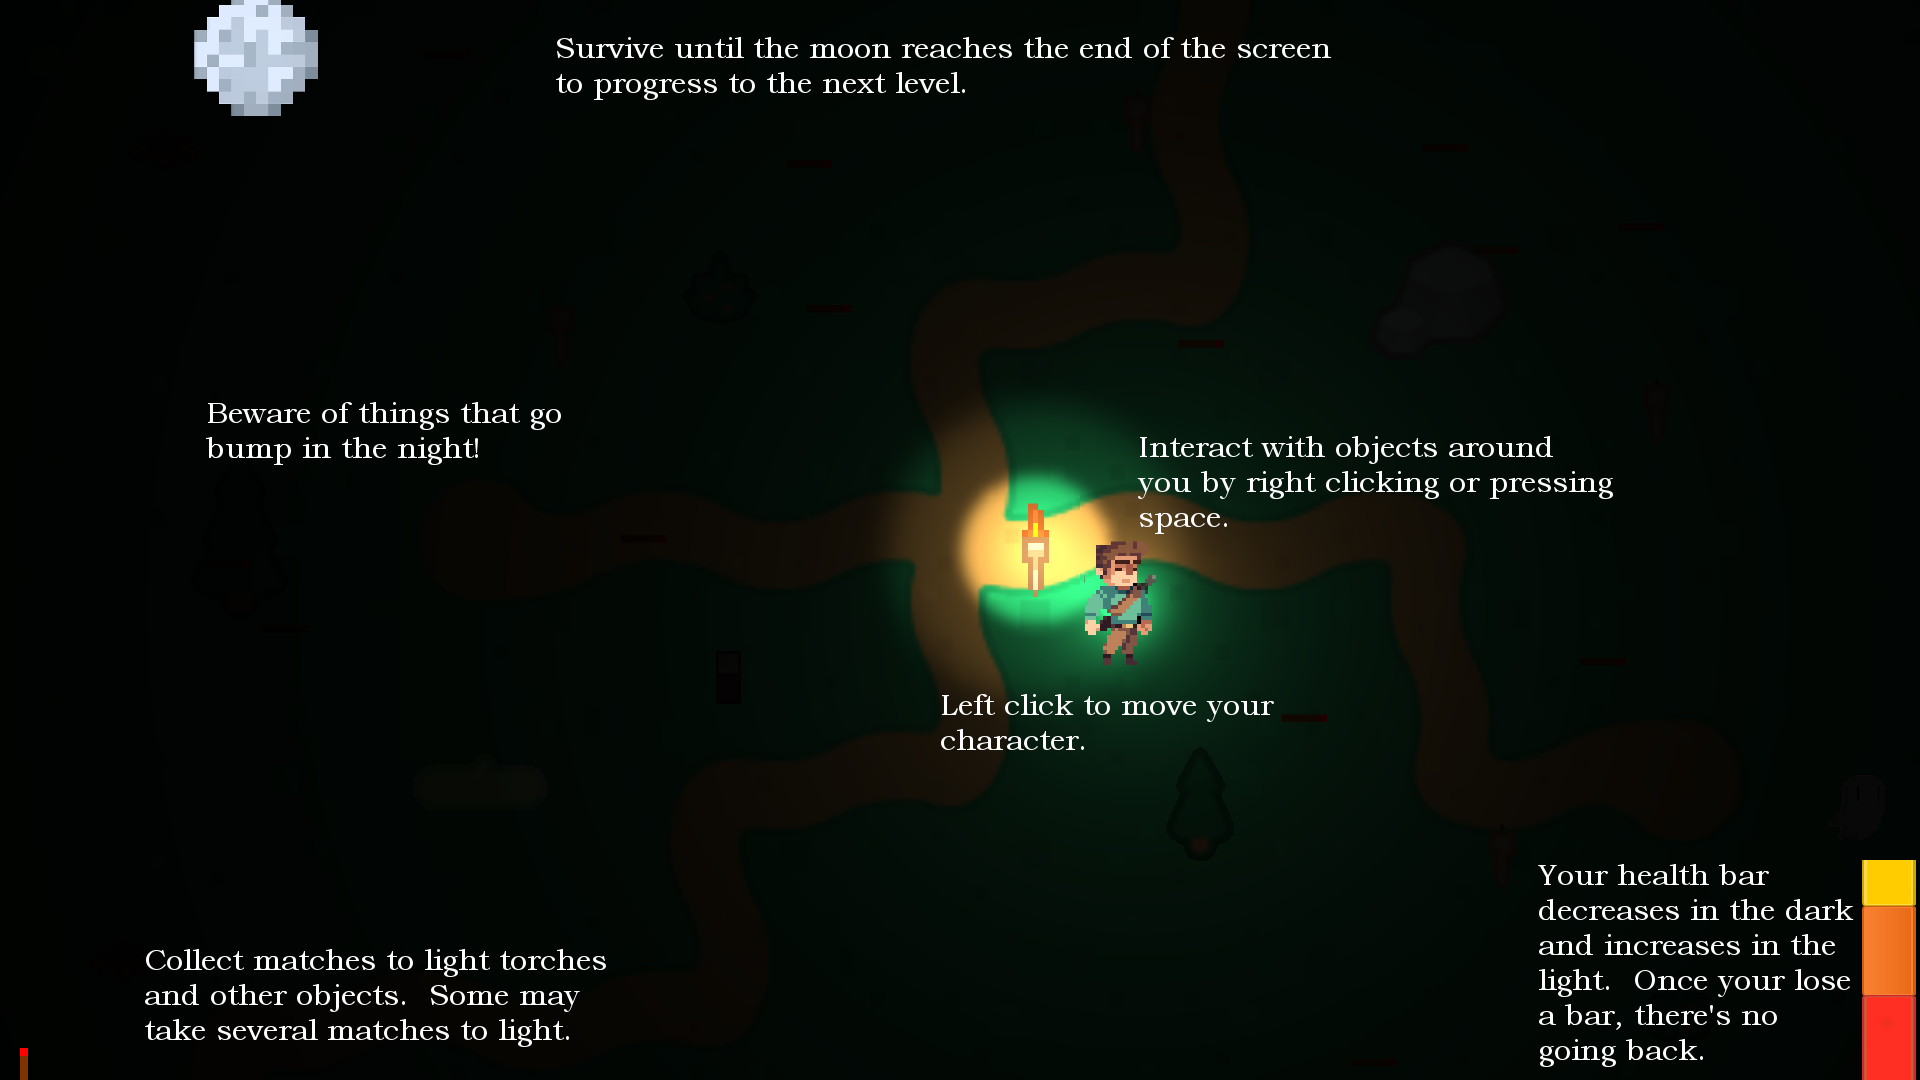 Survive until the moon reaches the end of the screen
to progress to the next level.
Beware of things that go
bump in the night!
Interact with objects around
you by right clicking or pressing
space.
Left click to move your
character.
Collect matches to light torches
and other objects.  Some may
take several matches to light.
Your health bar
decreases in the dark
and increases in the
light.  Once your lose
a bar, there's no
going back.